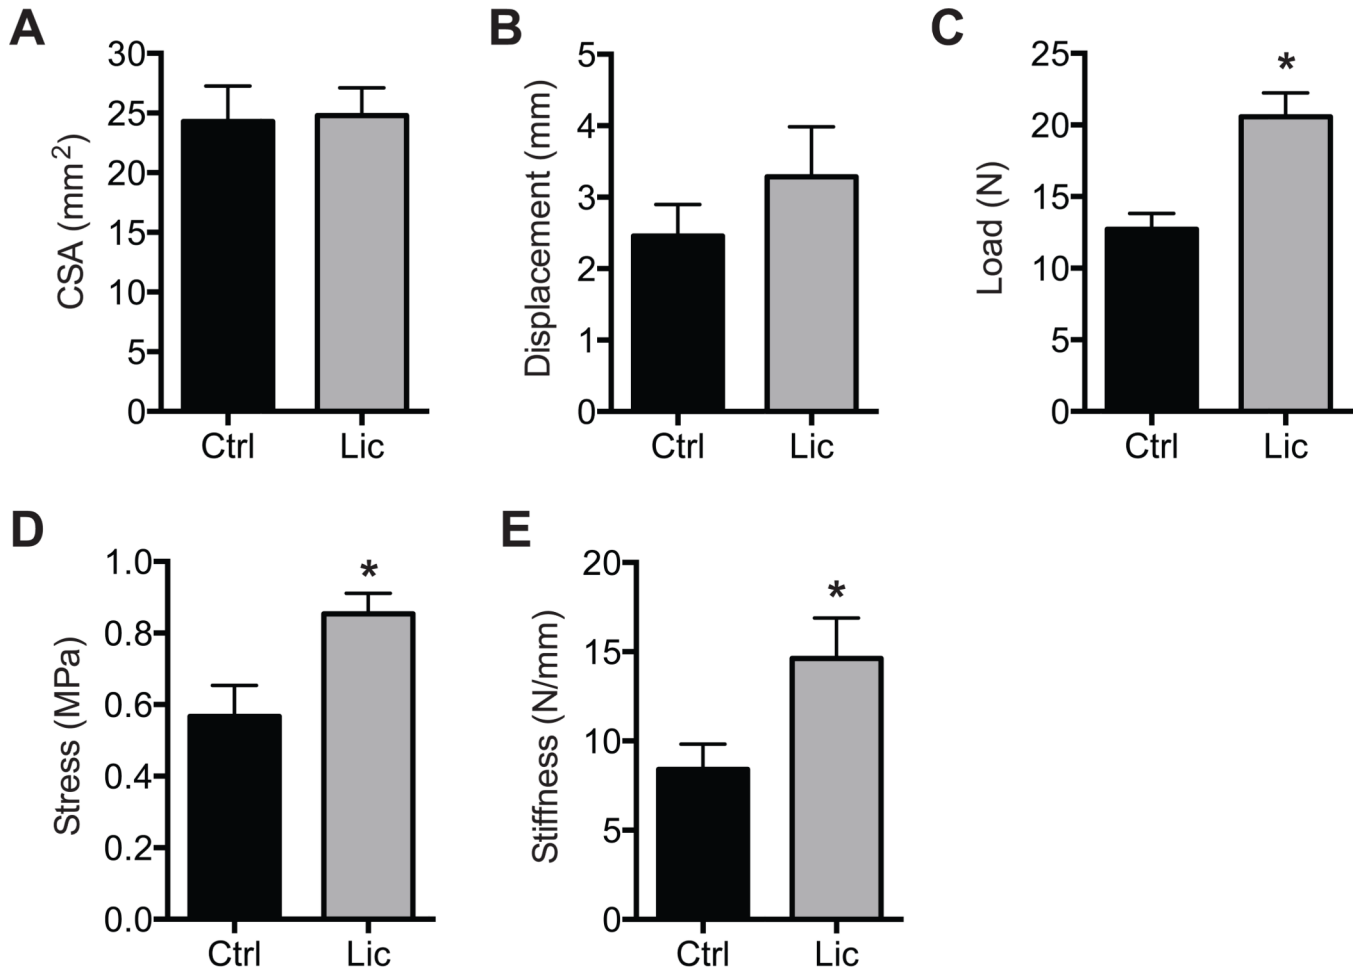 A
CSA (mm²)
30
25
20
15
10
5
0
Ctrl
Lic
B
Displacement (mm)
5
4
3
2
1
0
Ctrl
Lic
C
Load (N)
25
20
15
10
5
0
*
Ctrl
Lic
D
Stress (MPa)
1.0
0.8
0.6
0.4
0.2
0.0
*
Ctrl
Lic
E
Stiffness (N/mm)
20
15
10
5
0
*
Ctrl
Lic